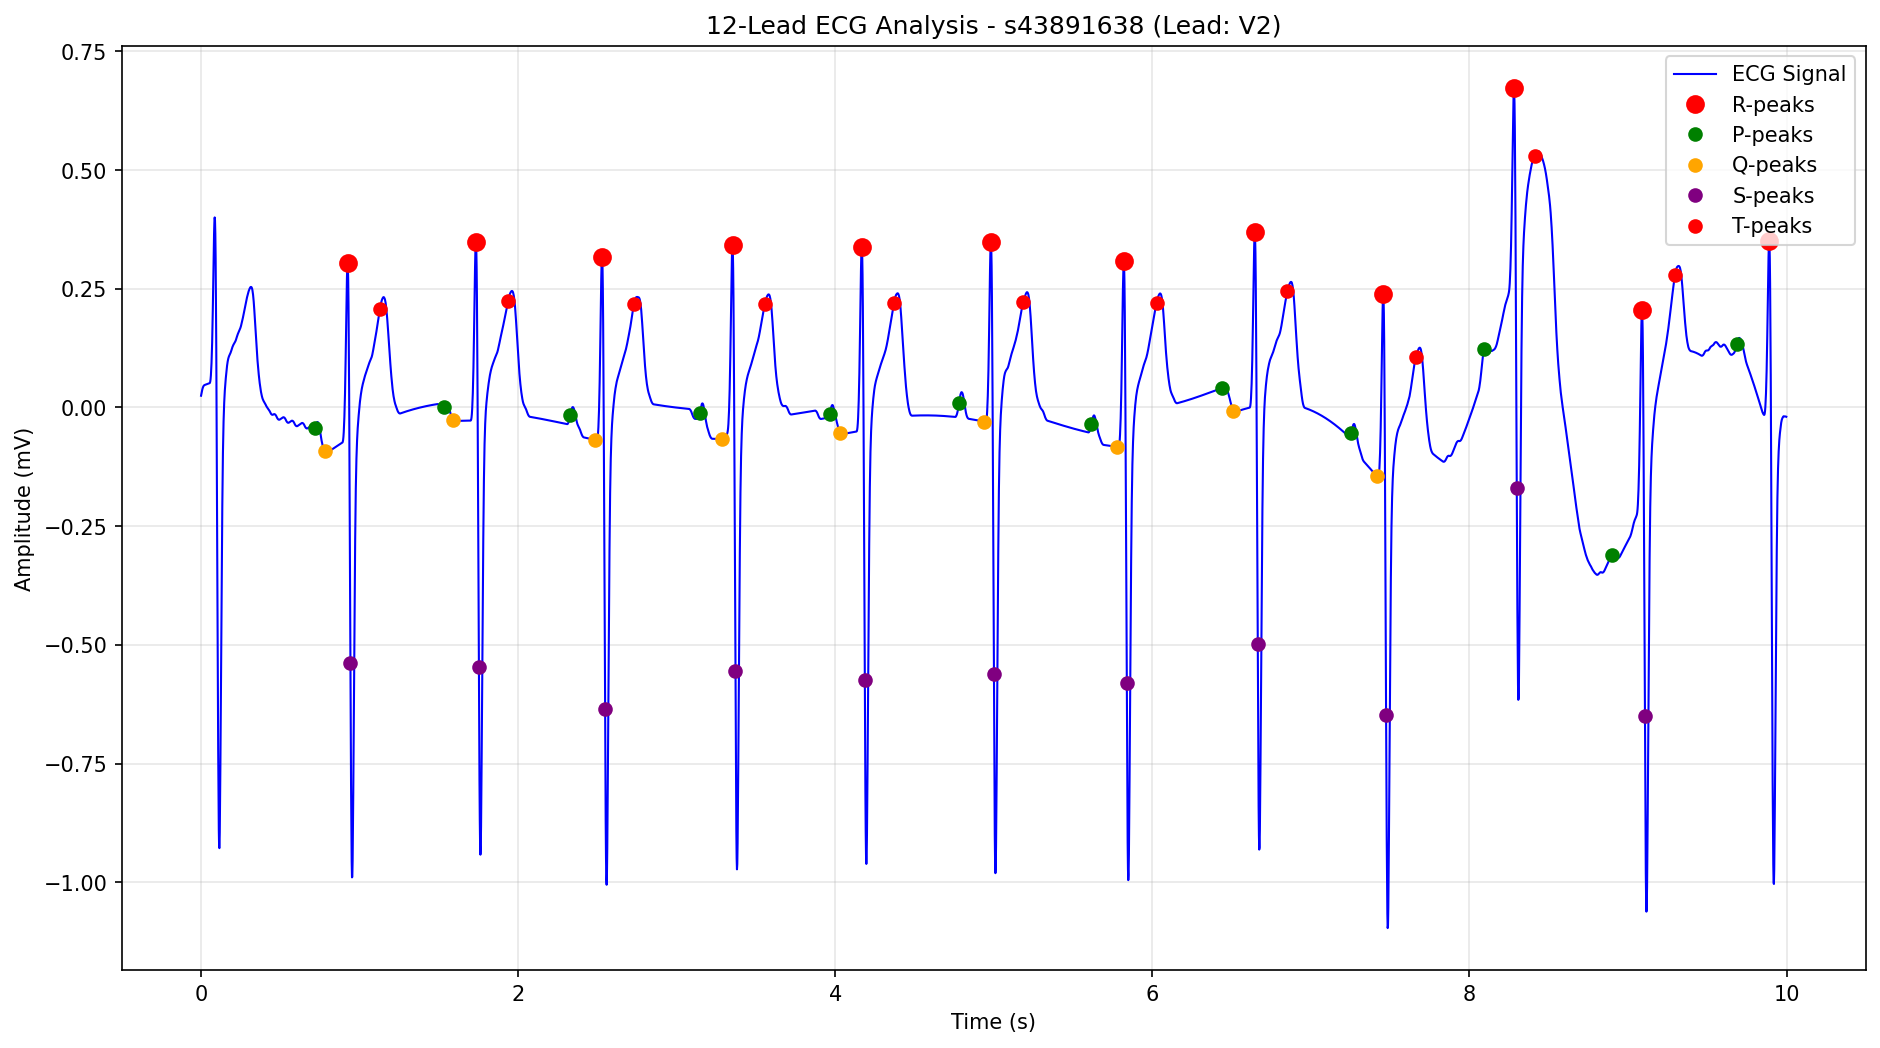 12-Lead ECG Analysis - s43891638 (Lead: V2)
ECG Signal
R-peaks
P-peaks
Q-peaks
S-peaks
T-peaks
Amplitude (mV)
0.75
0.50
0.25
0.00
−0.25
−0.50
−0.75
−1.00
0 2 4 6 8 10
Time (s)